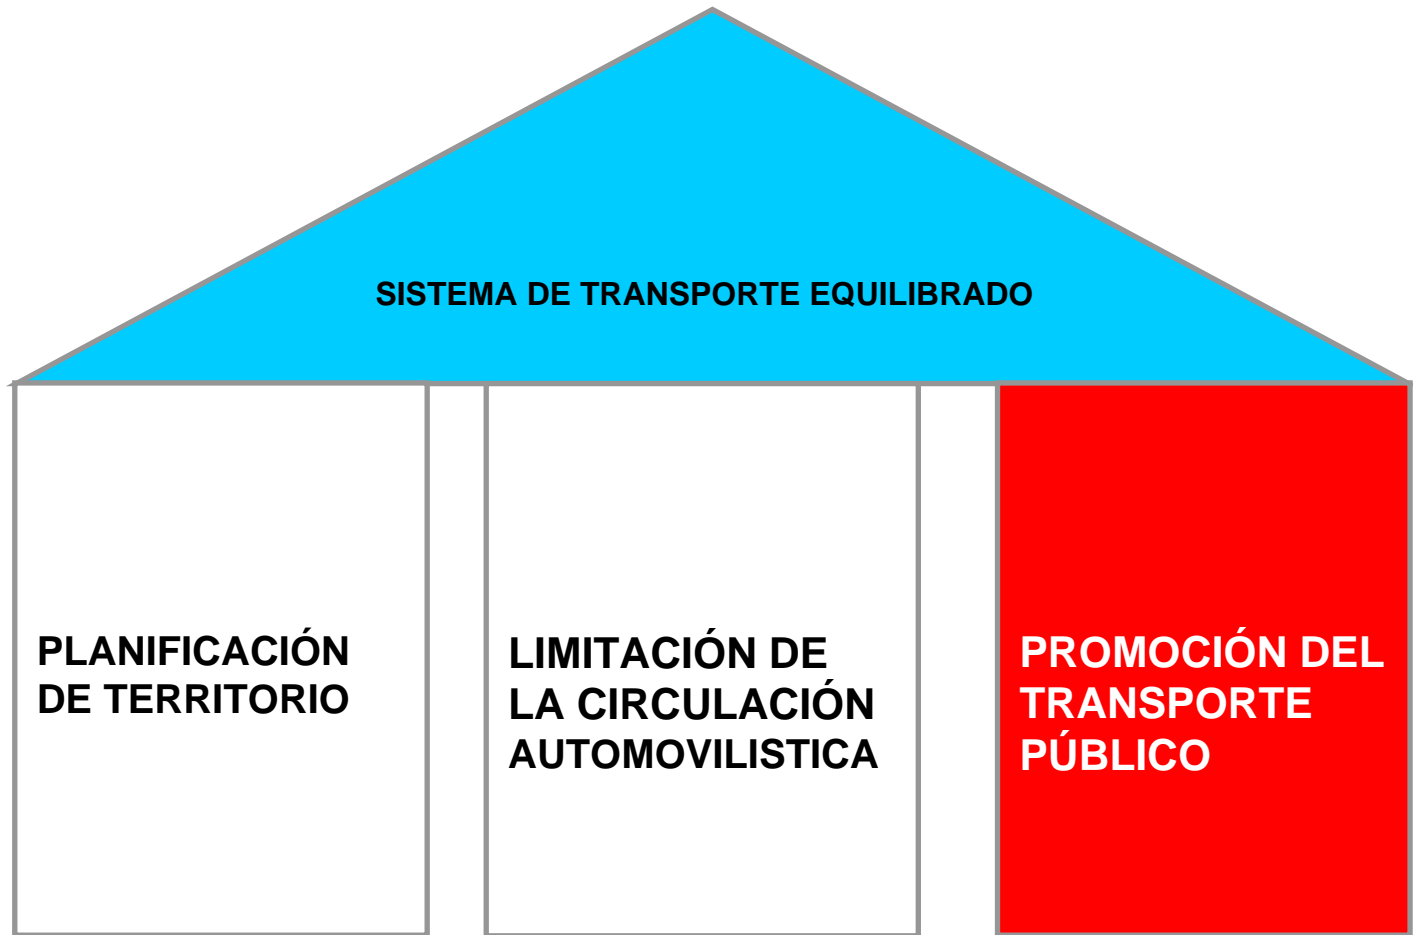 SISTEMA DE TRANSPORTE EQUILIBRADO
PLANIFICACIÓN
DE TERRITORIO
LIMITACIÓN DE
LA CIRCULACIÓN
AUTOMOVILISTICA
PROMOCIÓN DEL
TRANSPORTE
PÚBLICO